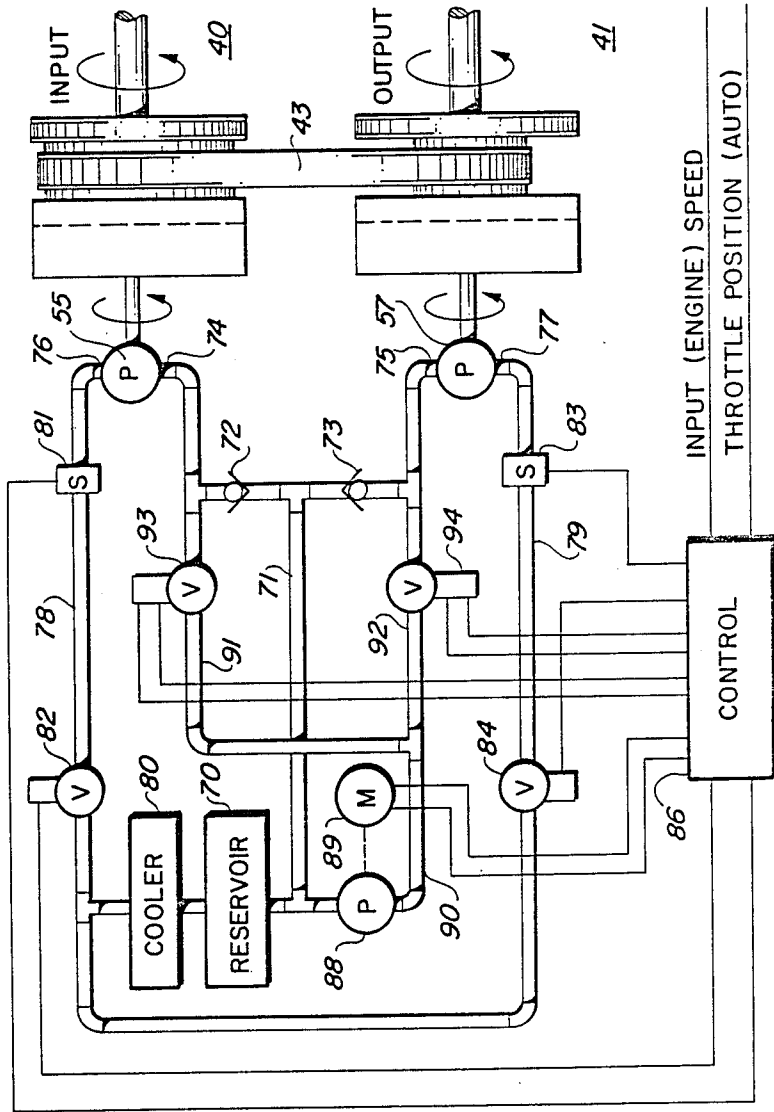 INPUT
40
55
76
74
81
S
P
72
93
V
78
82
V
80
COOLER
70
RESERVOIR
71
91
43
OUTPUT
41
57
75
P
77
73
94
V
92
83
S
79
89
M
88
P
90
84
V
86
CONTROL
INPUT (ENGINE) SPEED
THROTTLE POSITION (AUTO)